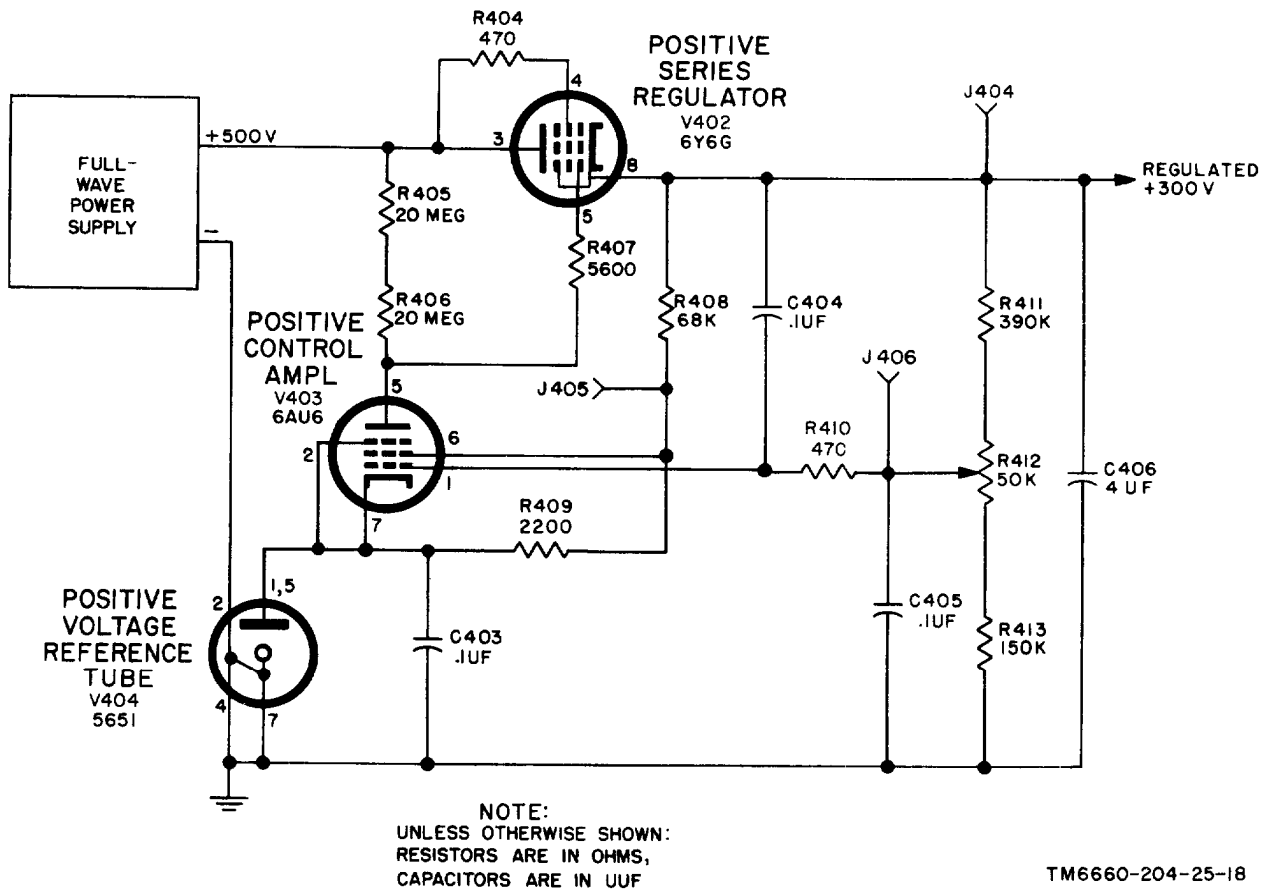 R404
470
POSITIVE
SERIES
REGULATOR
V402
6Y6G
J404
FULL-
WAVE
POWER
SUPPLY
+500V
-
3
4
8
5
REGULATED
+300V
R405
20 MEG
R407
5600
R406
20 MEG
R408
68K
C404
.1UF
R411
390K
POSITIVE
CONTROL
AMPL
V403
6AU6
5
6
2
1
7
J405
J406
R410
47C
R412
50K
C406
4 UF
R409
2200
POSITIVE
VOLTAGE
REFERENCE
TUBE
V404
5651
2
1,5
4
7
C403
.1UF
C405
.1UF
R413
150K
NOTE:
UNLESS OTHERWISE SHOWN:
RESISTORS ARE IN OHMS,
CAPACITORS ARE IN UUF
TM6660-204-25-18